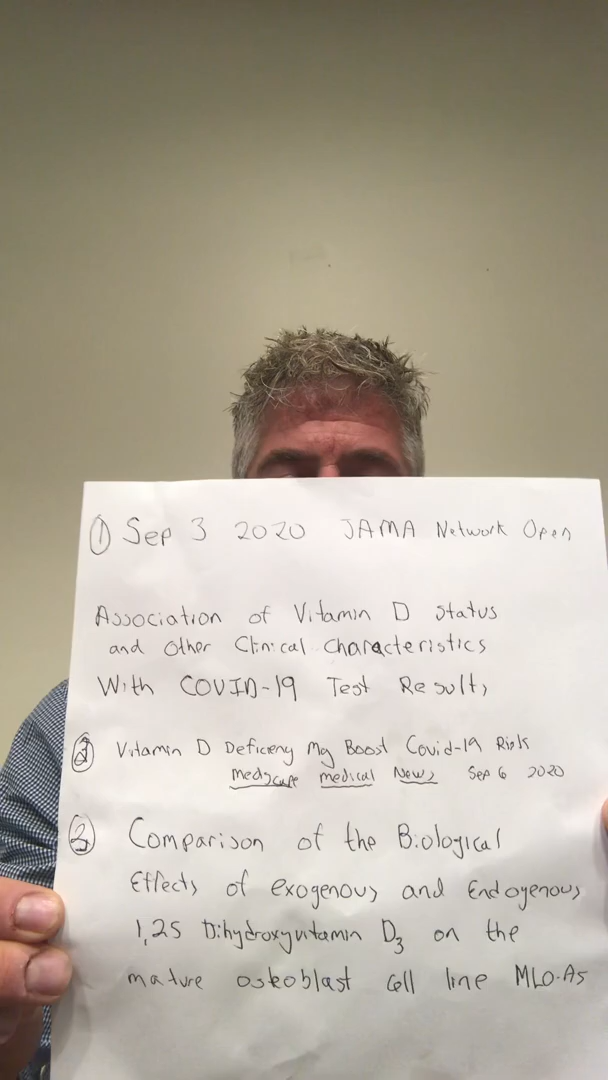 ① Sep 3 2020 JAMA Network Open
Association of Vitamin D Status
and Other Clinical Characteristics
With COVID-19 Test Results
② Vitamin D Deficieny May Boost Covid-19 Risk
Medscape medical News Sep 6 2020
③ Comparison of the Biological
Effects of exogenous and Endogenous
1,25 Dihydroxyvitamin D3 on the
mature osteoblast cell line MLO-A5